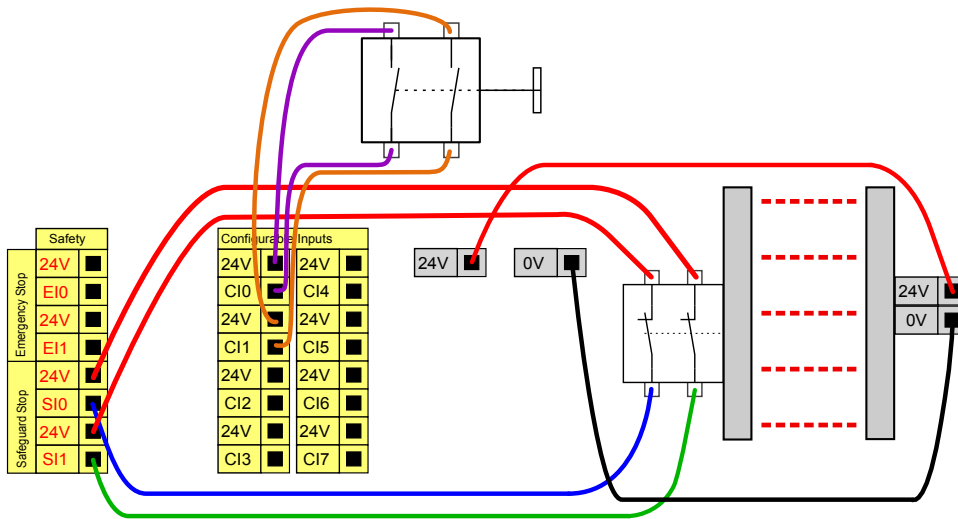 Safety
Emergency Stop
24V
EI0
24V
EI1
Safeguard Stop
24V
SI0
24V
SI1
Configurable Inputs
24V 24V
CI0 CI4
24V 24V
CI1 CI5
24V 24V
CI2 CI6
24V 24V
CI3 CI7
24V
0V
24V
0V